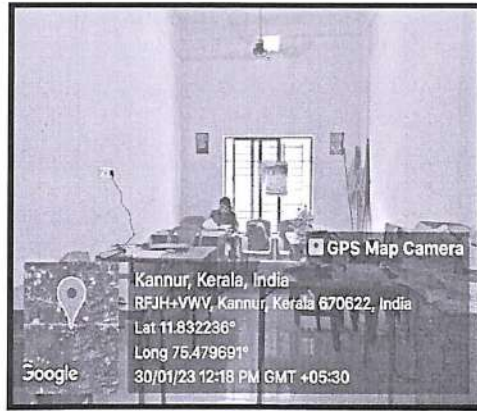 GPS Map Camera
Kannur, Kerala, India
RFJH+VWV, Kannur, Kerala 670622, India
Lat 11.832236°
Long 75.479691°
30/01/23 12:18 PM GMT +05:30
Google